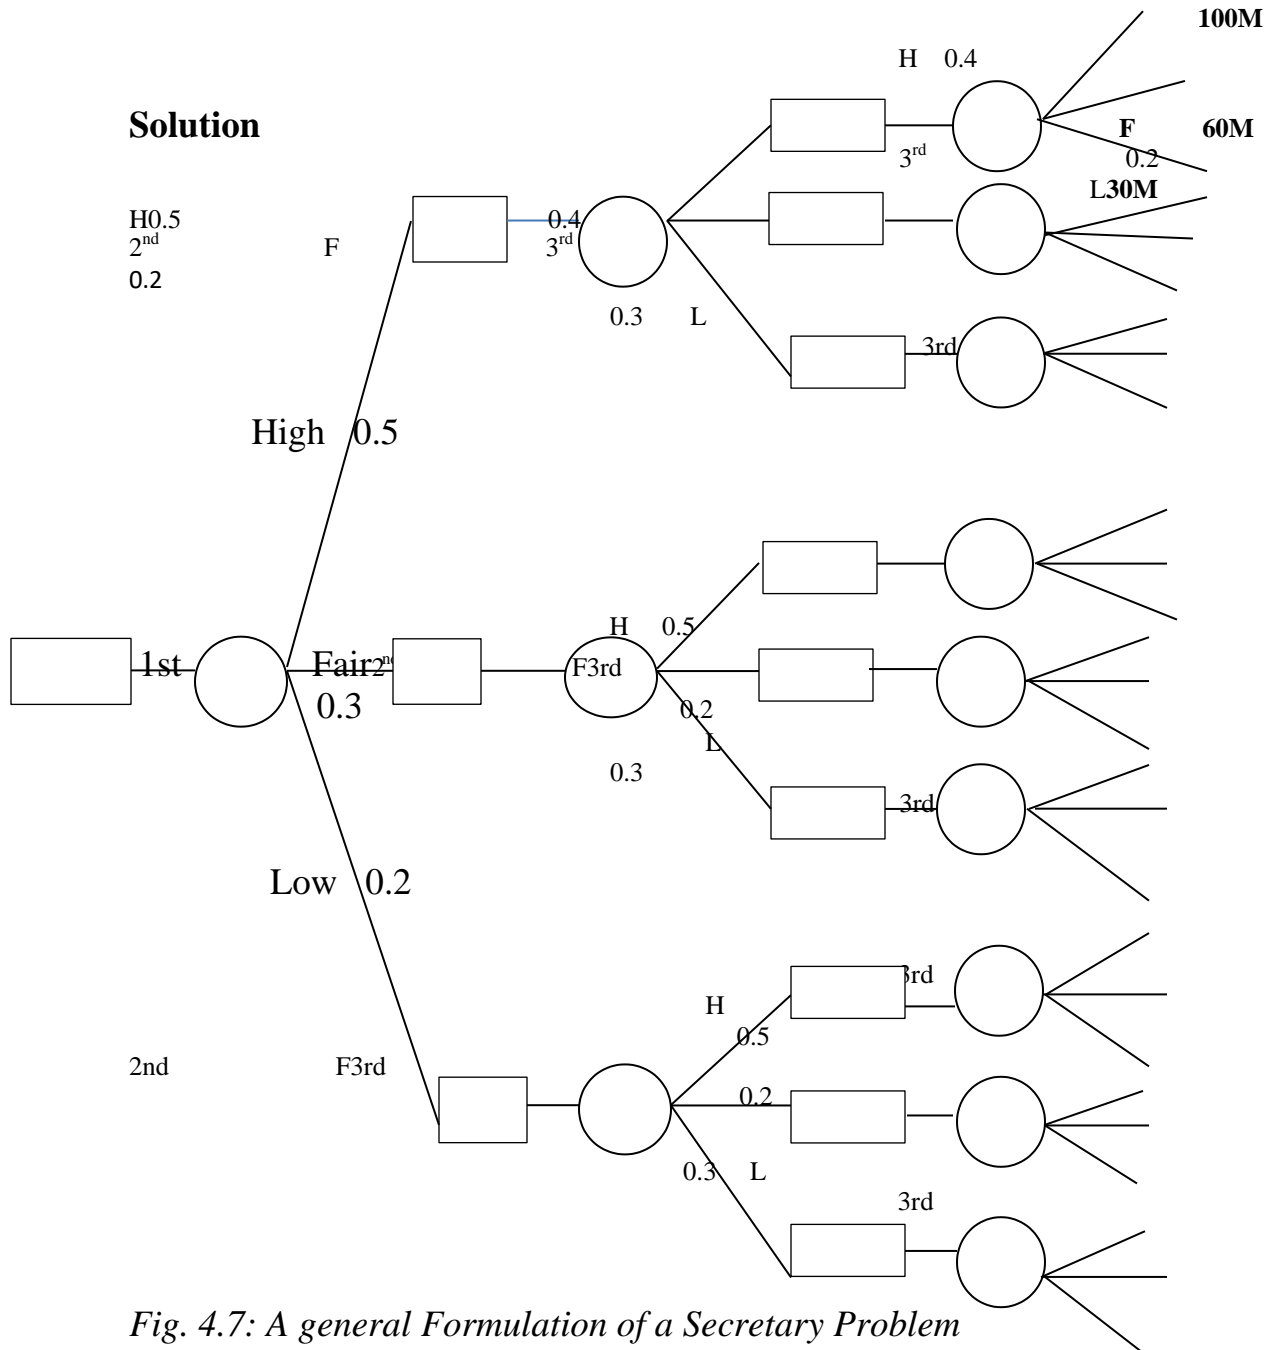 100M
H 0.4
Solution
F 60M
3rd 0.2
L30M
H0.5 0.4
2nd F 3rd
0.2
0.3 L
3rd
High 0.5
H 0.5
1st Fair2nd F3rd
0.3 0.2
L
0.3
3rd
Low 0.2
3rd
H
0.5
2nd F3rd
0.2
0.3 L
3rd
Fig. 4.7: A general Formulation of a Secretary Problem